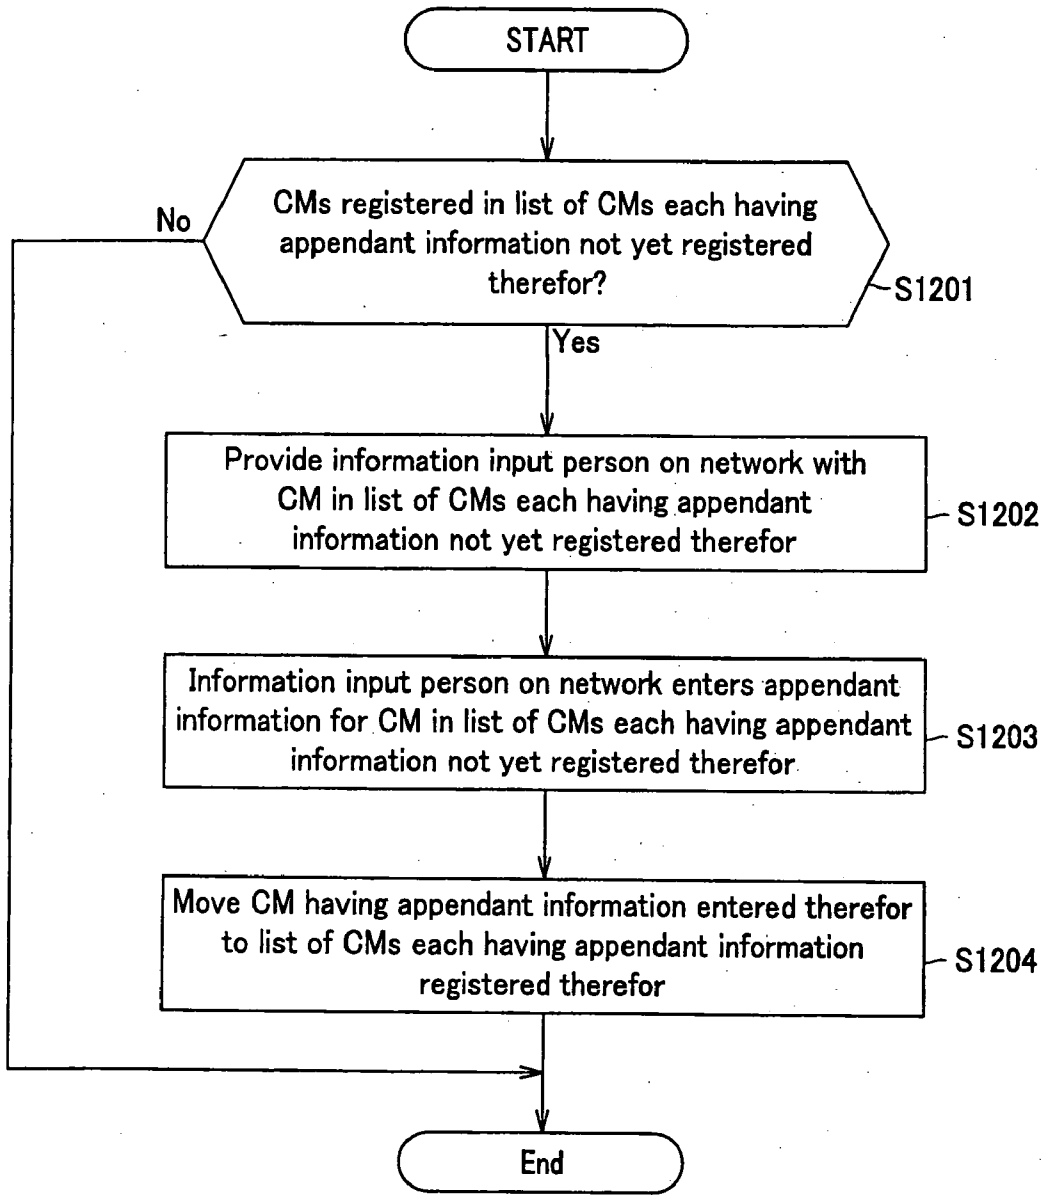 START
CMs registered in list of CMs each having
appendant information not yet registered
therefor?
No
S1201
Yes
Provide information input person on network with
CM in list of CMs each having appendant
information not yet registered therefor
S1202
Information input person on network enters appendant
information for CM in list of CMs each having appendant
information not yet registered therefor
S1203
Move CM having appendant information entered therefor
to list of CMs each having appendant information
registered therefor
S1204
End